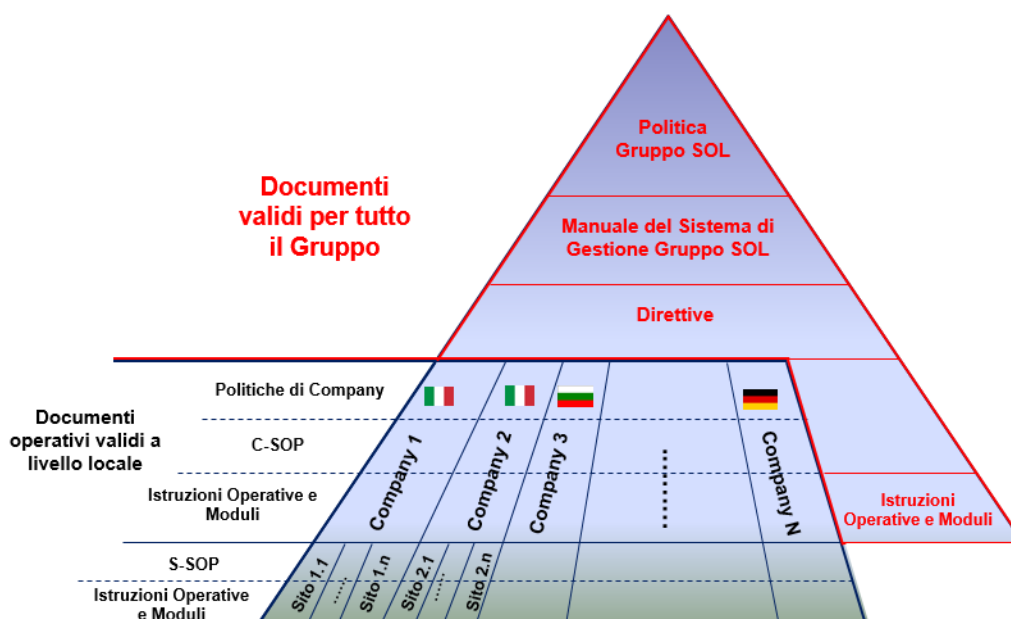 Politica
Gruppo SOL
Documenti
validi per tutto
il Gruppo
Manuale del Sistema di
Gestione Gruppo SOL
Direttive
Documenti
operativi validi a
livello locale
Politiche di Company
C-SOP
Istruzioni Operative e
Moduli
S-SOP
Istruzioni Operative
e Moduli
Company 1
Company 2
Company 3
..........
Company N
Sito 1.1
.....
Sito 1.n
Sito 2.1
.....
Sito 2.n
Istruzioni
Operative e Moduli